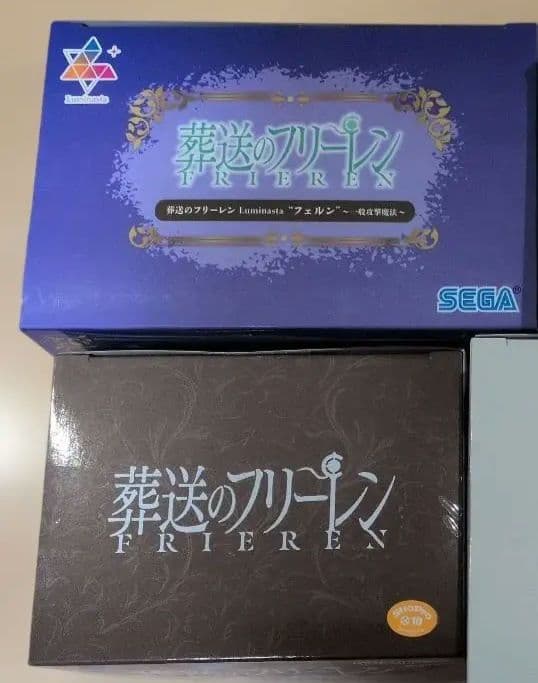 Luminasta
葬送のフリーレン
FRIEREN
葬送のフリーレン Luminasta “フェルン”～一般攻撃魔法～
SEGA®
葬送のフリーレン
FRIEREN